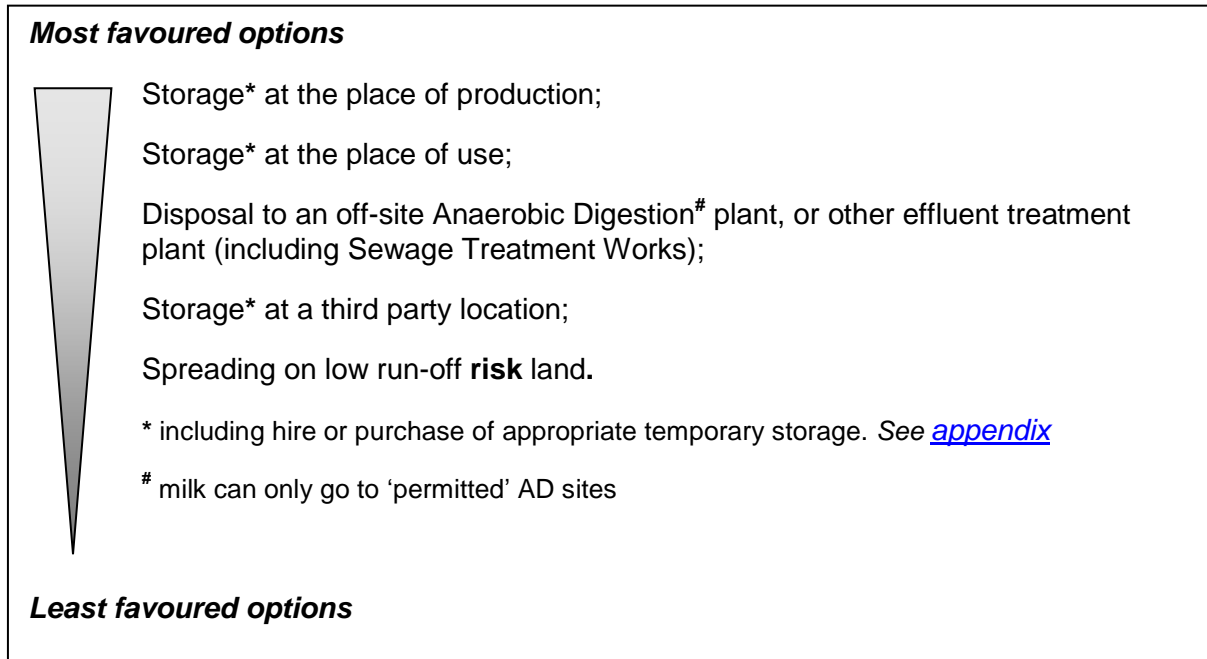 Most favoured options
Storage* at the place of production;
Storage* at the place of use;
Disposal to an off-site Anaerobic Digestion# plant, or other effluent treatment
plant (including Sewage Treatment Works);
Storage* at a third party location;
Spreading on low run-off risk land.
* including hire or purchase of appropriate temporary storage. See appendix
# milk can only go to ‘permitted’ AD sites
Least favoured options